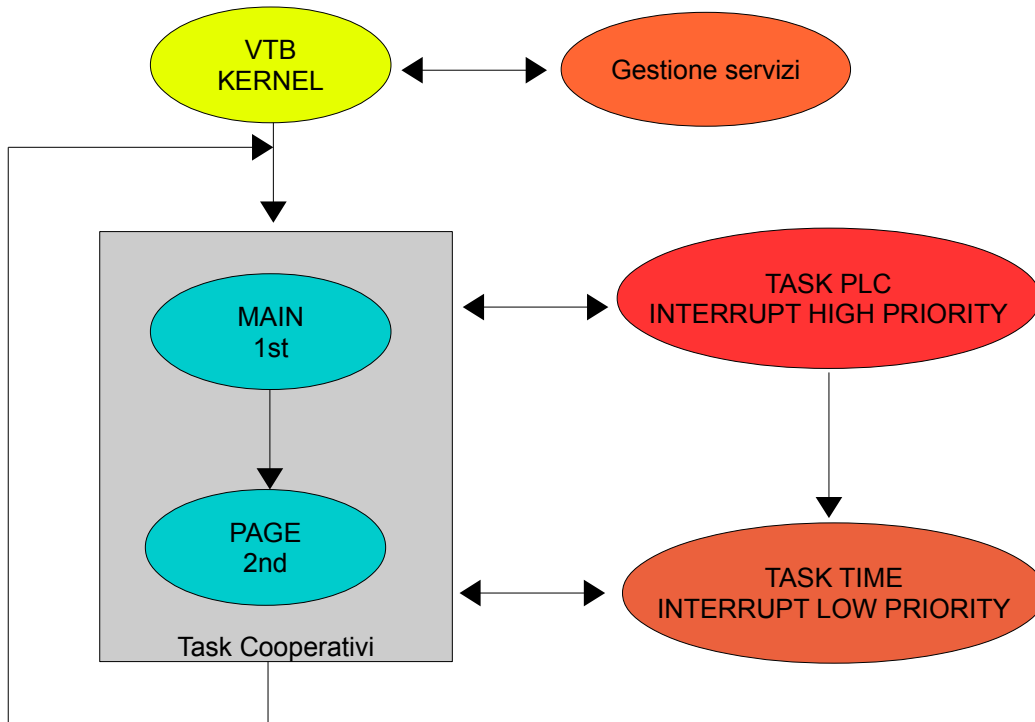 VTB
KERNEL
Gestione servizi
MAIN
1st
TASK PLC
INTERRUPT HIGH PRIORITY
PAGE
2nd
TASK TIME
INTERRUPT LOW PRIORITY
Task Cooperativi